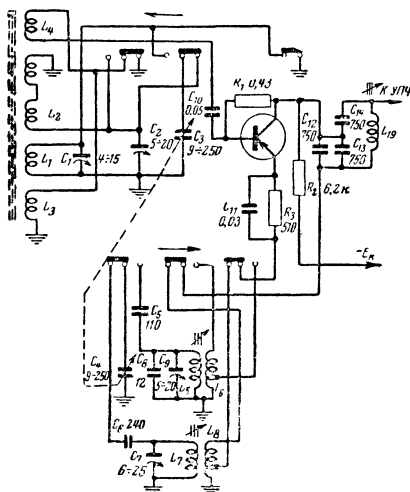 L4
L2
L1
L3
C1
4÷15
C2
5÷20
C3
9÷250
C10
0,05
R1 0,43
C12
750
C14
750
C13
750
L19
К УПЧ
R2
6,2к
C11
0,03
R3
510
-Eк
C5
110
C4
9÷250
C8
12
C9
5÷20
L5
L6
C6 240
C7
6÷25
L7
L8